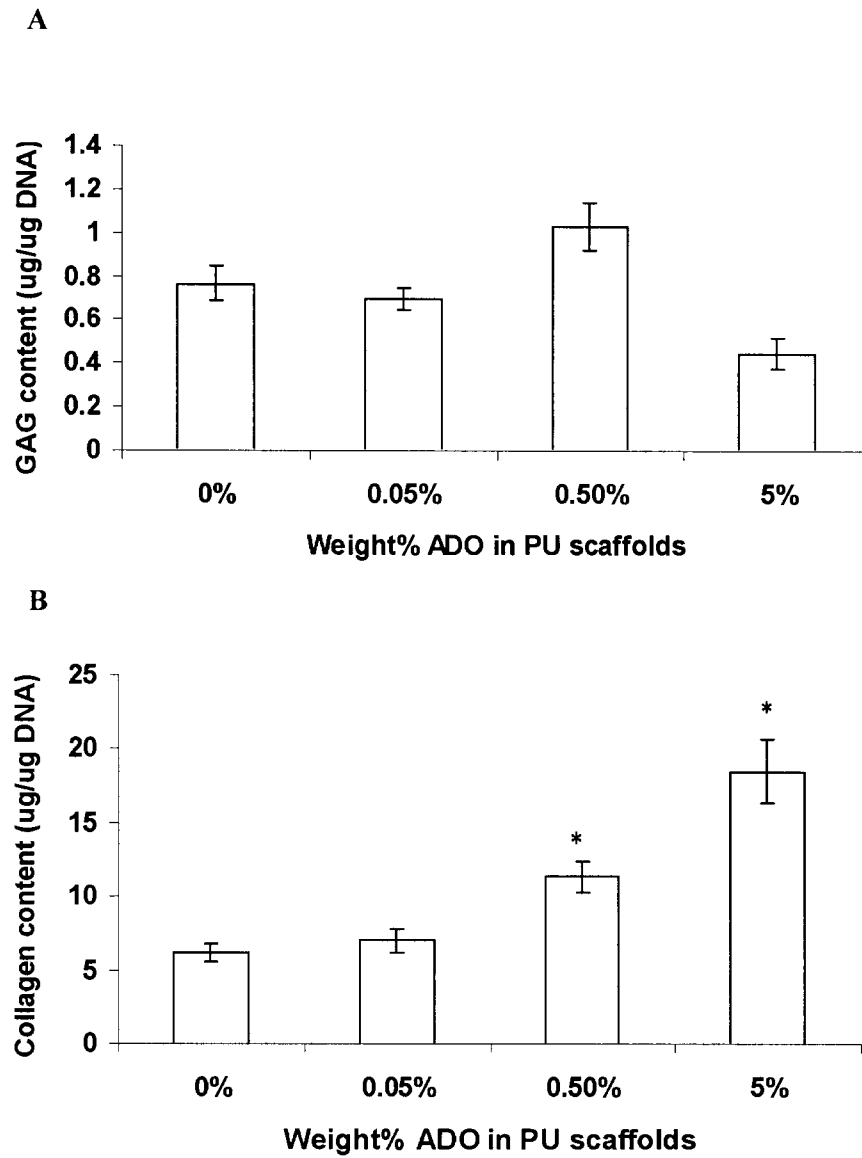 A
GAG content (ug/ug DNA)
1.4
1.2
1
0.8
0.6
0.4
0.2
0
0% 0.05% 0.50% 5%
Weight% ADO in PU scaffolds
B
Collagen content (ug/ug DNA)
25
20
15
10
5
0
*
*
0% 0.05% 0.50% 5%
Weight% ADO in PU scaffolds